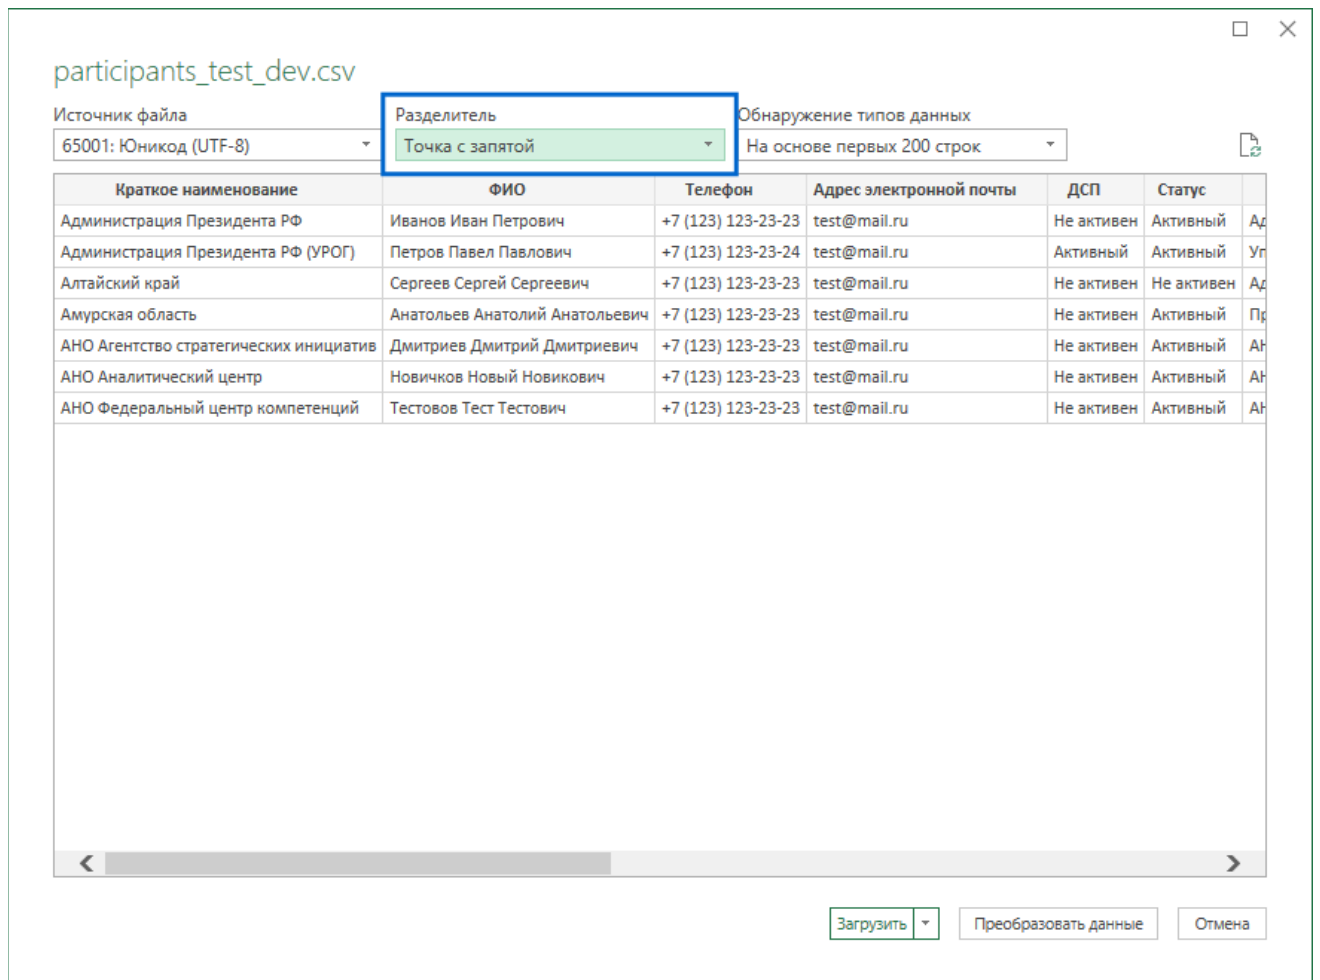 participants_test_dev.csv
Источник файла Разделитель Обнаружение типов данных
65001: Юникод (UTF-8) Точка с запятой На основе первых 200 строк
Краткое наименование ФИО Телефон Адрес электронной почты ДСП Статус
Администрация Президента РФ Иванов Иван Петрович +7 (123) 123-23-23 test@mail.ru Не активен Активный Ад
Администрация Президента РФ (УРОГ) Петров Павел Павлович +7 (123) 123-23-24 test@mail.ru Активный Активный Уп
Алтайский край Сергеев Сергей Сергеевич +7 (123) 123-23-23 test@mail.ru Не активен Не активен Ад
Амурская область Анатольев Анатолий Анатольевич +7 (123) 123-23-23 test@mail.ru Не активен Активный Пр
АНО Агентство стратегических инициатив Дмитриев Дмитрий Дмитриевич +7 (123) 123-23-23 test@mail.ru Не активен Активный АН
АНО Аналитический центр Новичков Новый Новикович +7 (123) 123-23-23 test@mail.ru Не активен Активный АН
АНО Федеральный центр компетенций Тестовов Тест Тестович +7 (123) 123-23-23 test@mail.ru Не активен Активный АН
Загрузить Преобразовать данные Отмена